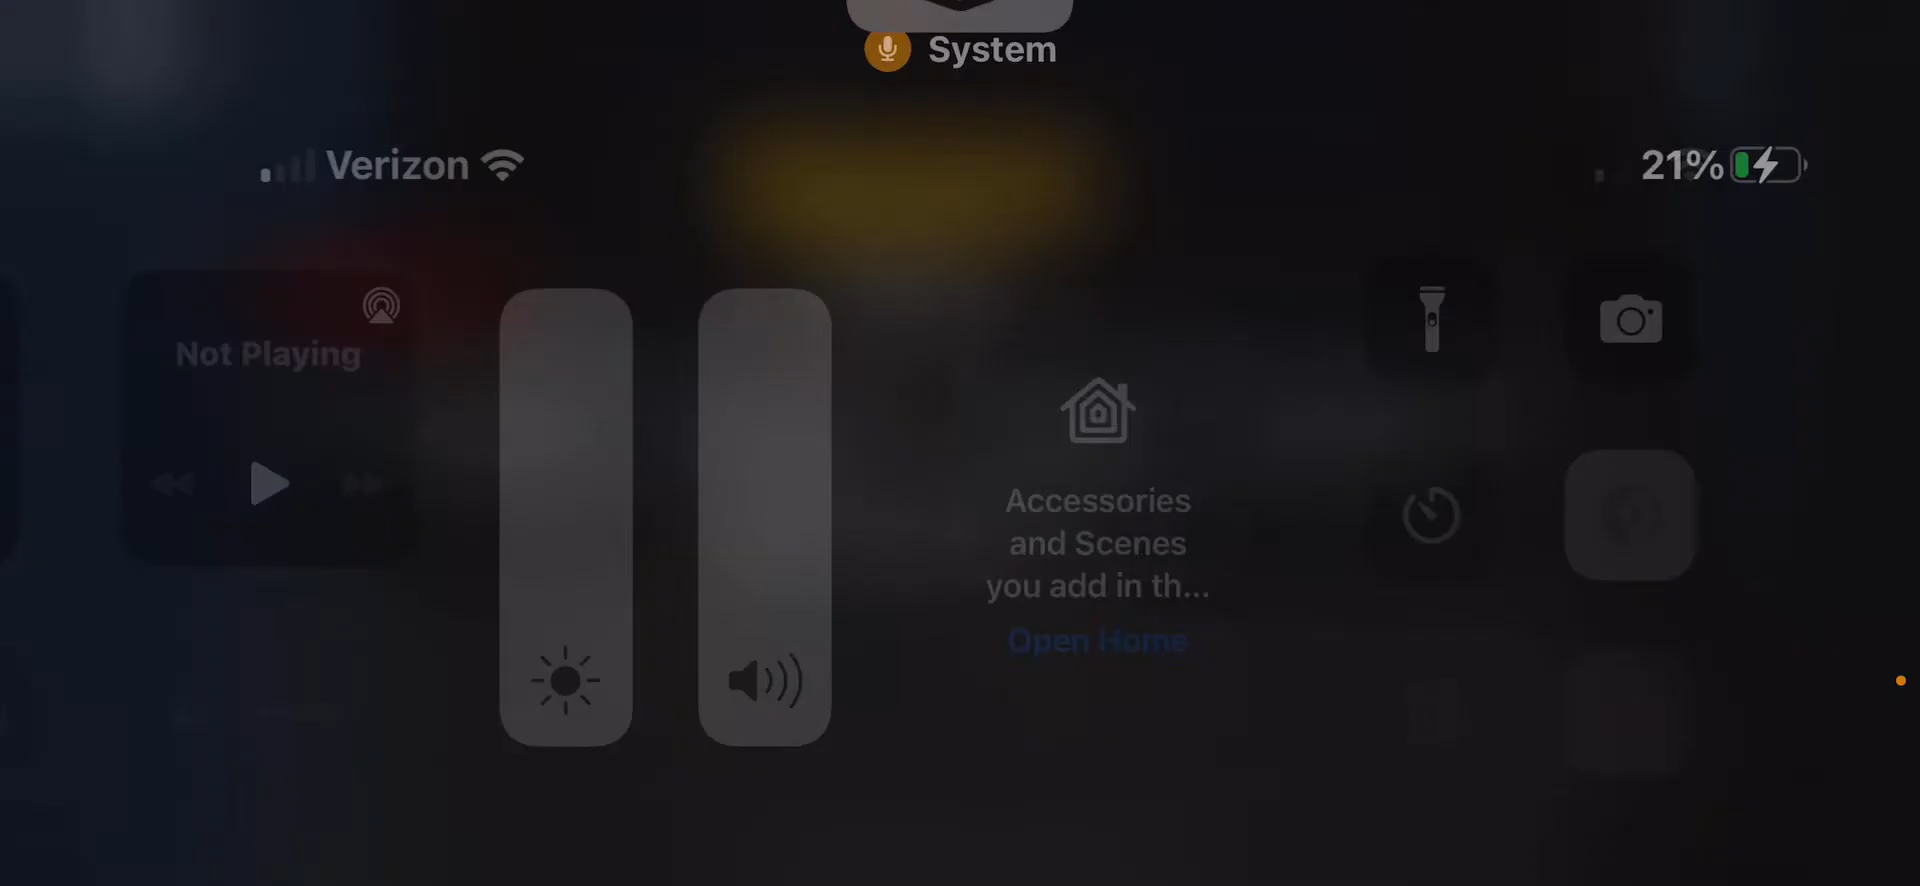 System
Verizon
21%
Not Playing
Accessories
and Scenes
you add in th...
Open Home